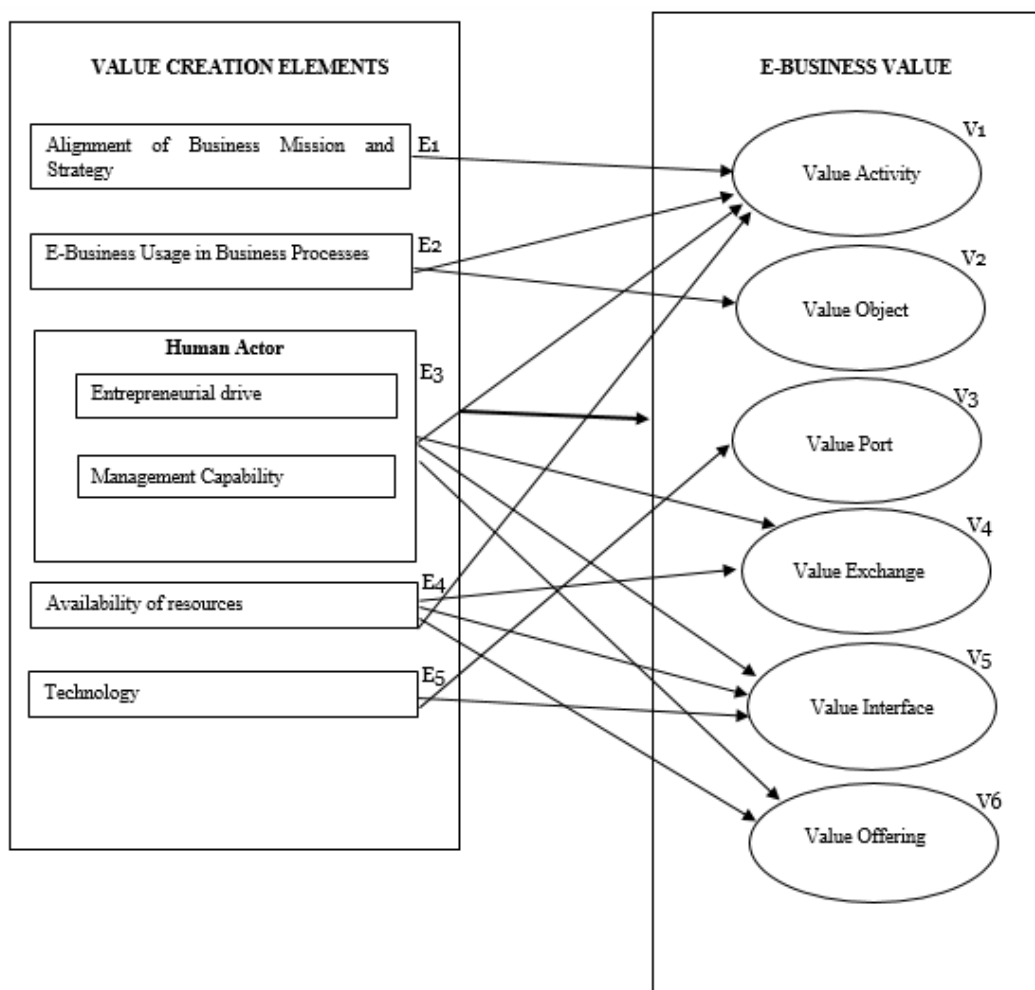 VALUE CREATION ELEMENTS
Alignment of Business Mission and
Strategy
E1
E-Business Usage in Business Processes
E2
Human Actor
E3
Entrepreneurial drive
Management Capability
Availability of resources
E4
Technology
E5
E-BUSINESS VALUE
V1
Value Activity
V2
Value Object
V3
Value Port
V4
Value Exchange
V5
Value Interface
V6
Value Offering